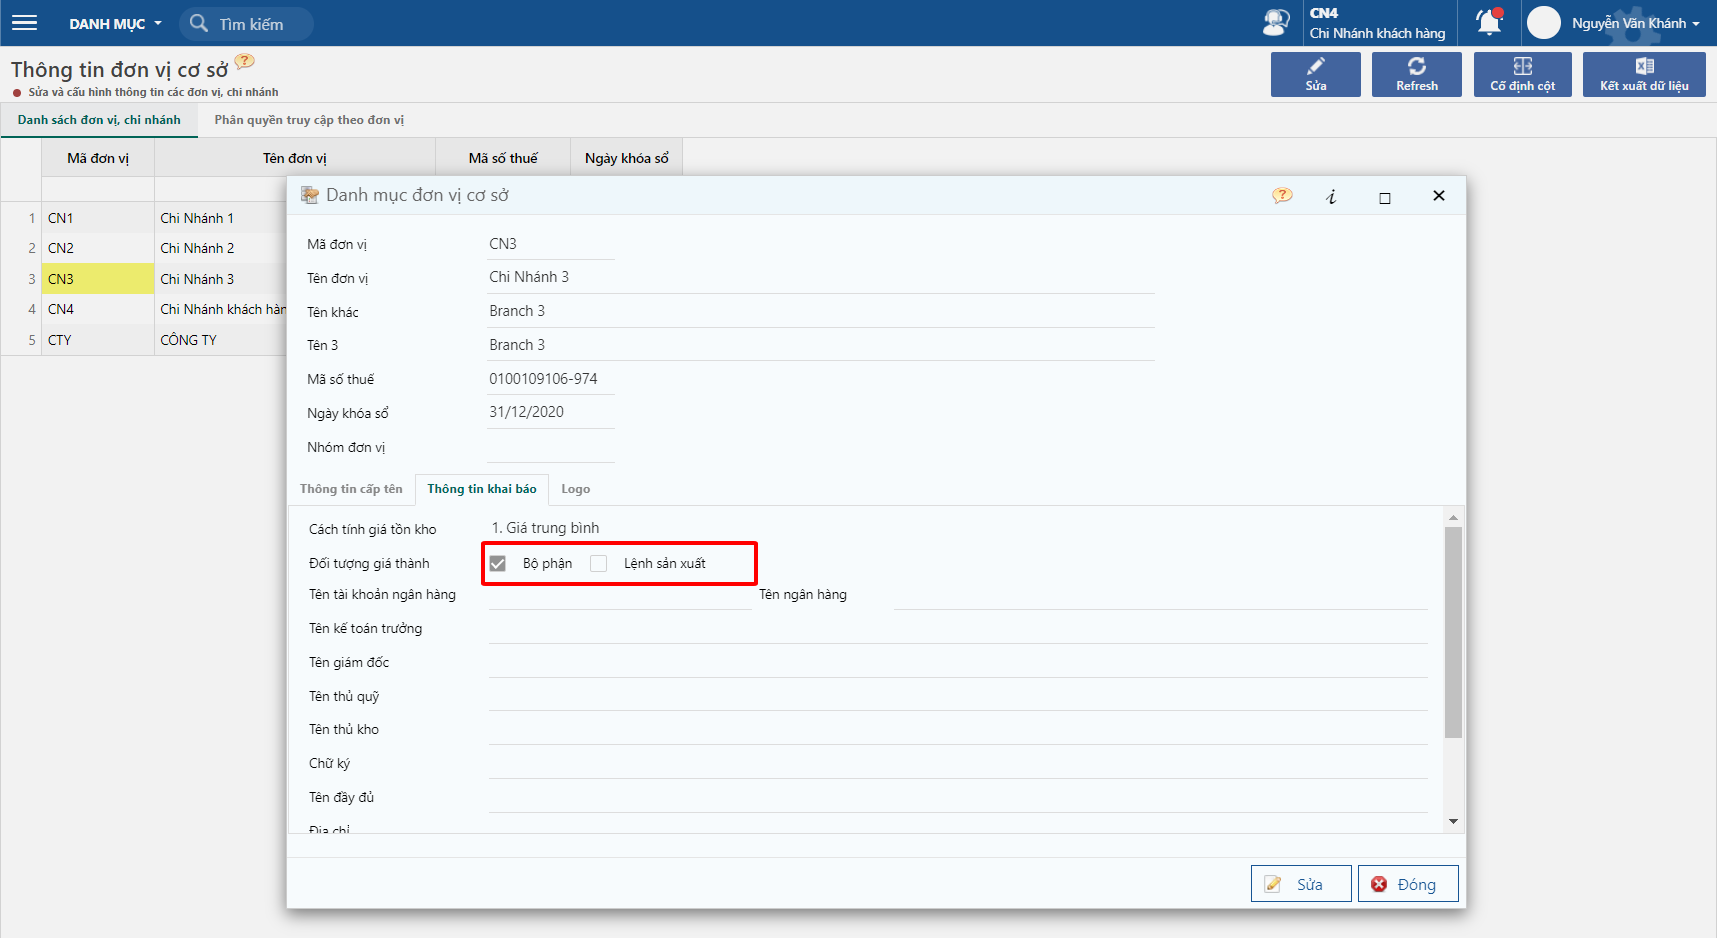 DANH MỤC
Tìm kiếm
CN4
Chi Nhánh khách hàng
Nguyễn Văn Khánh
Thông tin đơn vị cơ sở
?
Sửa và cấu hình thông tin các đơn vị, chi nhánh
Sửa
Refresh
Cố định cột
Kết xuất dữ liệu
Danh sách đơn vị, chi nhánh
Phân quyền truy cập theo đơn vị
Mã đơn vị
Tên đơn vị
Mã số thuế
Ngày khóa sổ
1 CN1 Chi Nhánh 1
2 CN2 Chi Nhánh 2
3 CN3 Chi Nhánh 3
4 CN4 Chi Nhánh khách hàn
5 CTY CÔNG TY
Danh mục đơn vị cơ sở
?
i
Mã đơn vị CN3
Tên đơn vị Chi Nhánh 3
Tên khác Branch 3
Tên 3 Branch 3
Mã số thuế 0100109106-974
Ngày khóa sổ 31/12/2020
Nhóm đơn vị
Thông tin cấp tên
Thông tin khai báo
Logo
Cách tính giá tồn kho 1. Giá trung bình
Đối tượng giá thành Bộ phận Lệnh sản xuất
Tên tài khoản ngân hàng Tên ngân hàng
Tên kế toán trưởng
Tên giám đốc
Tên thủ quỹ
Tên thủ kho
Chữ ký
Tên đầy đủ
Địa chỉ
Sửa
Đóng